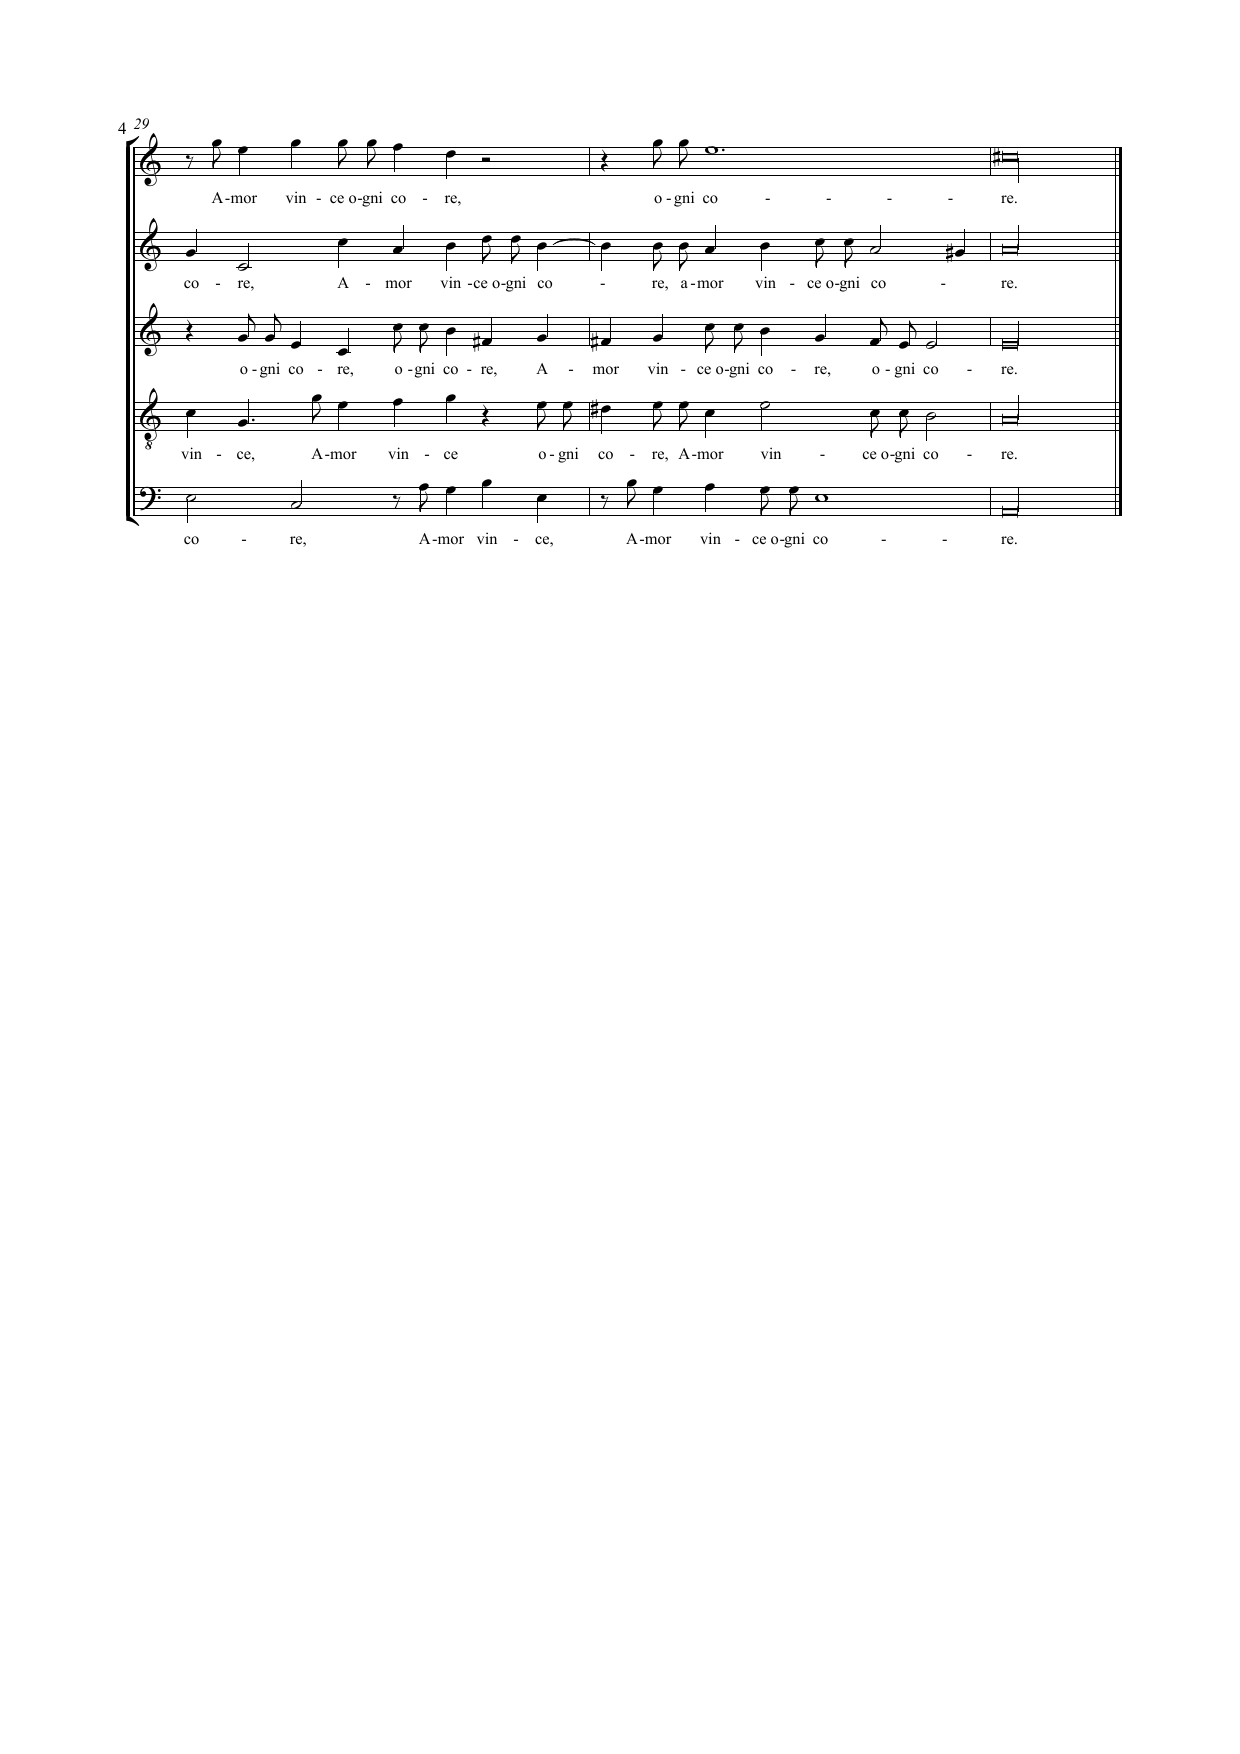 4 29
A-mor vin - ce o-gni co - re, o - gni co - - - - re.
co - re, A - mor vin -ce o-gni co - re, a-mor vin - ce o-gni co - re.
o-gni co - re, o-gni co-re, A - mor vin - ce o-gni co - re, o-gni co - re.
8
vin - ce, A-mor vin - ce o-gni co - re, A-mor vin - ce o-gni co - re.
co - re, A-mor vin - ce, A-mor vin - ce o-gni co - - re.